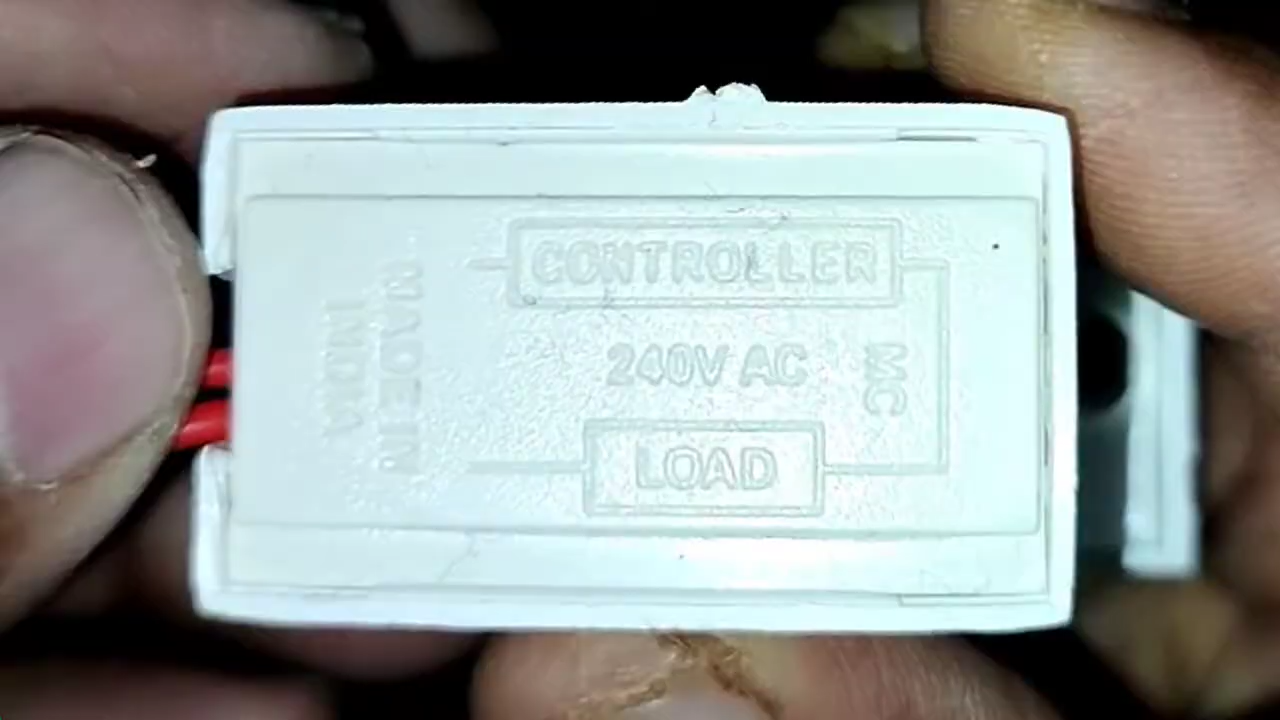 CONTROLLER
240V AC
MC
LOAD
MADE IN
INDIA